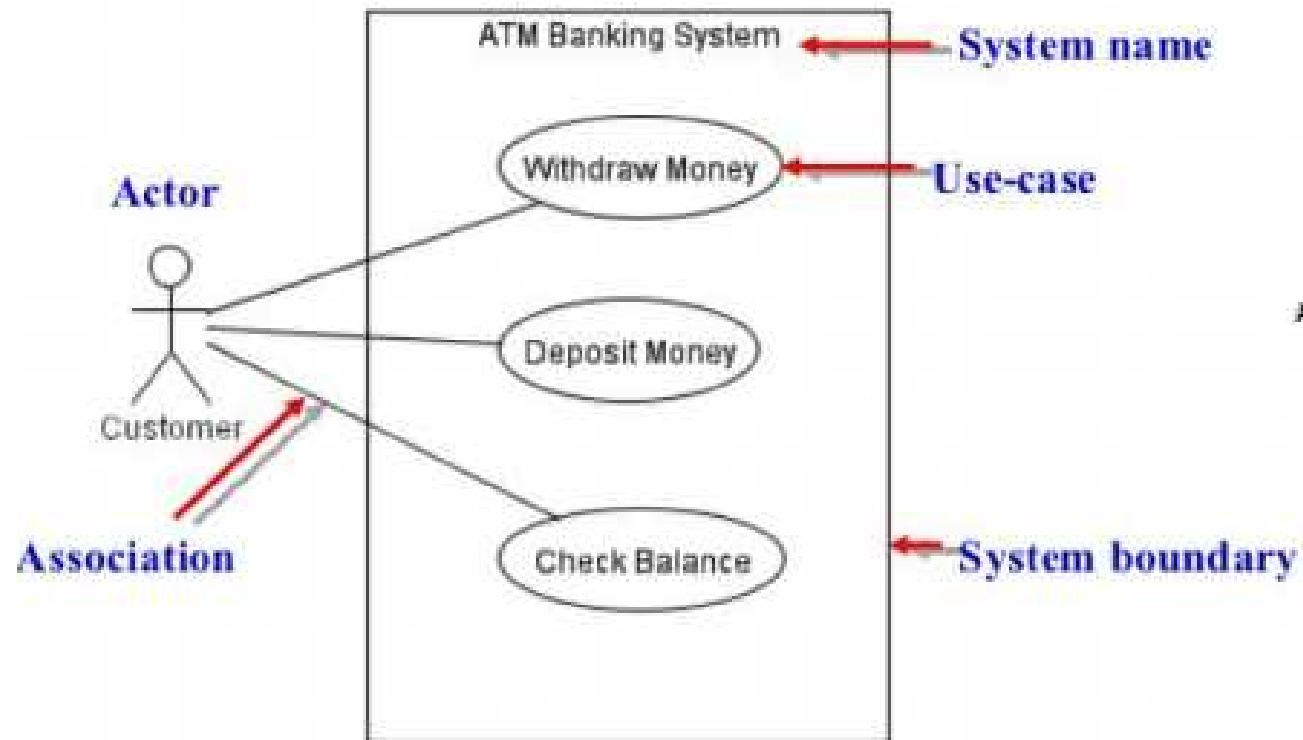 ATM Banking System
System name
Withdraw Money
Use-case
Actor
Deposit Money
Customer
Association
Check Balance
System boundary